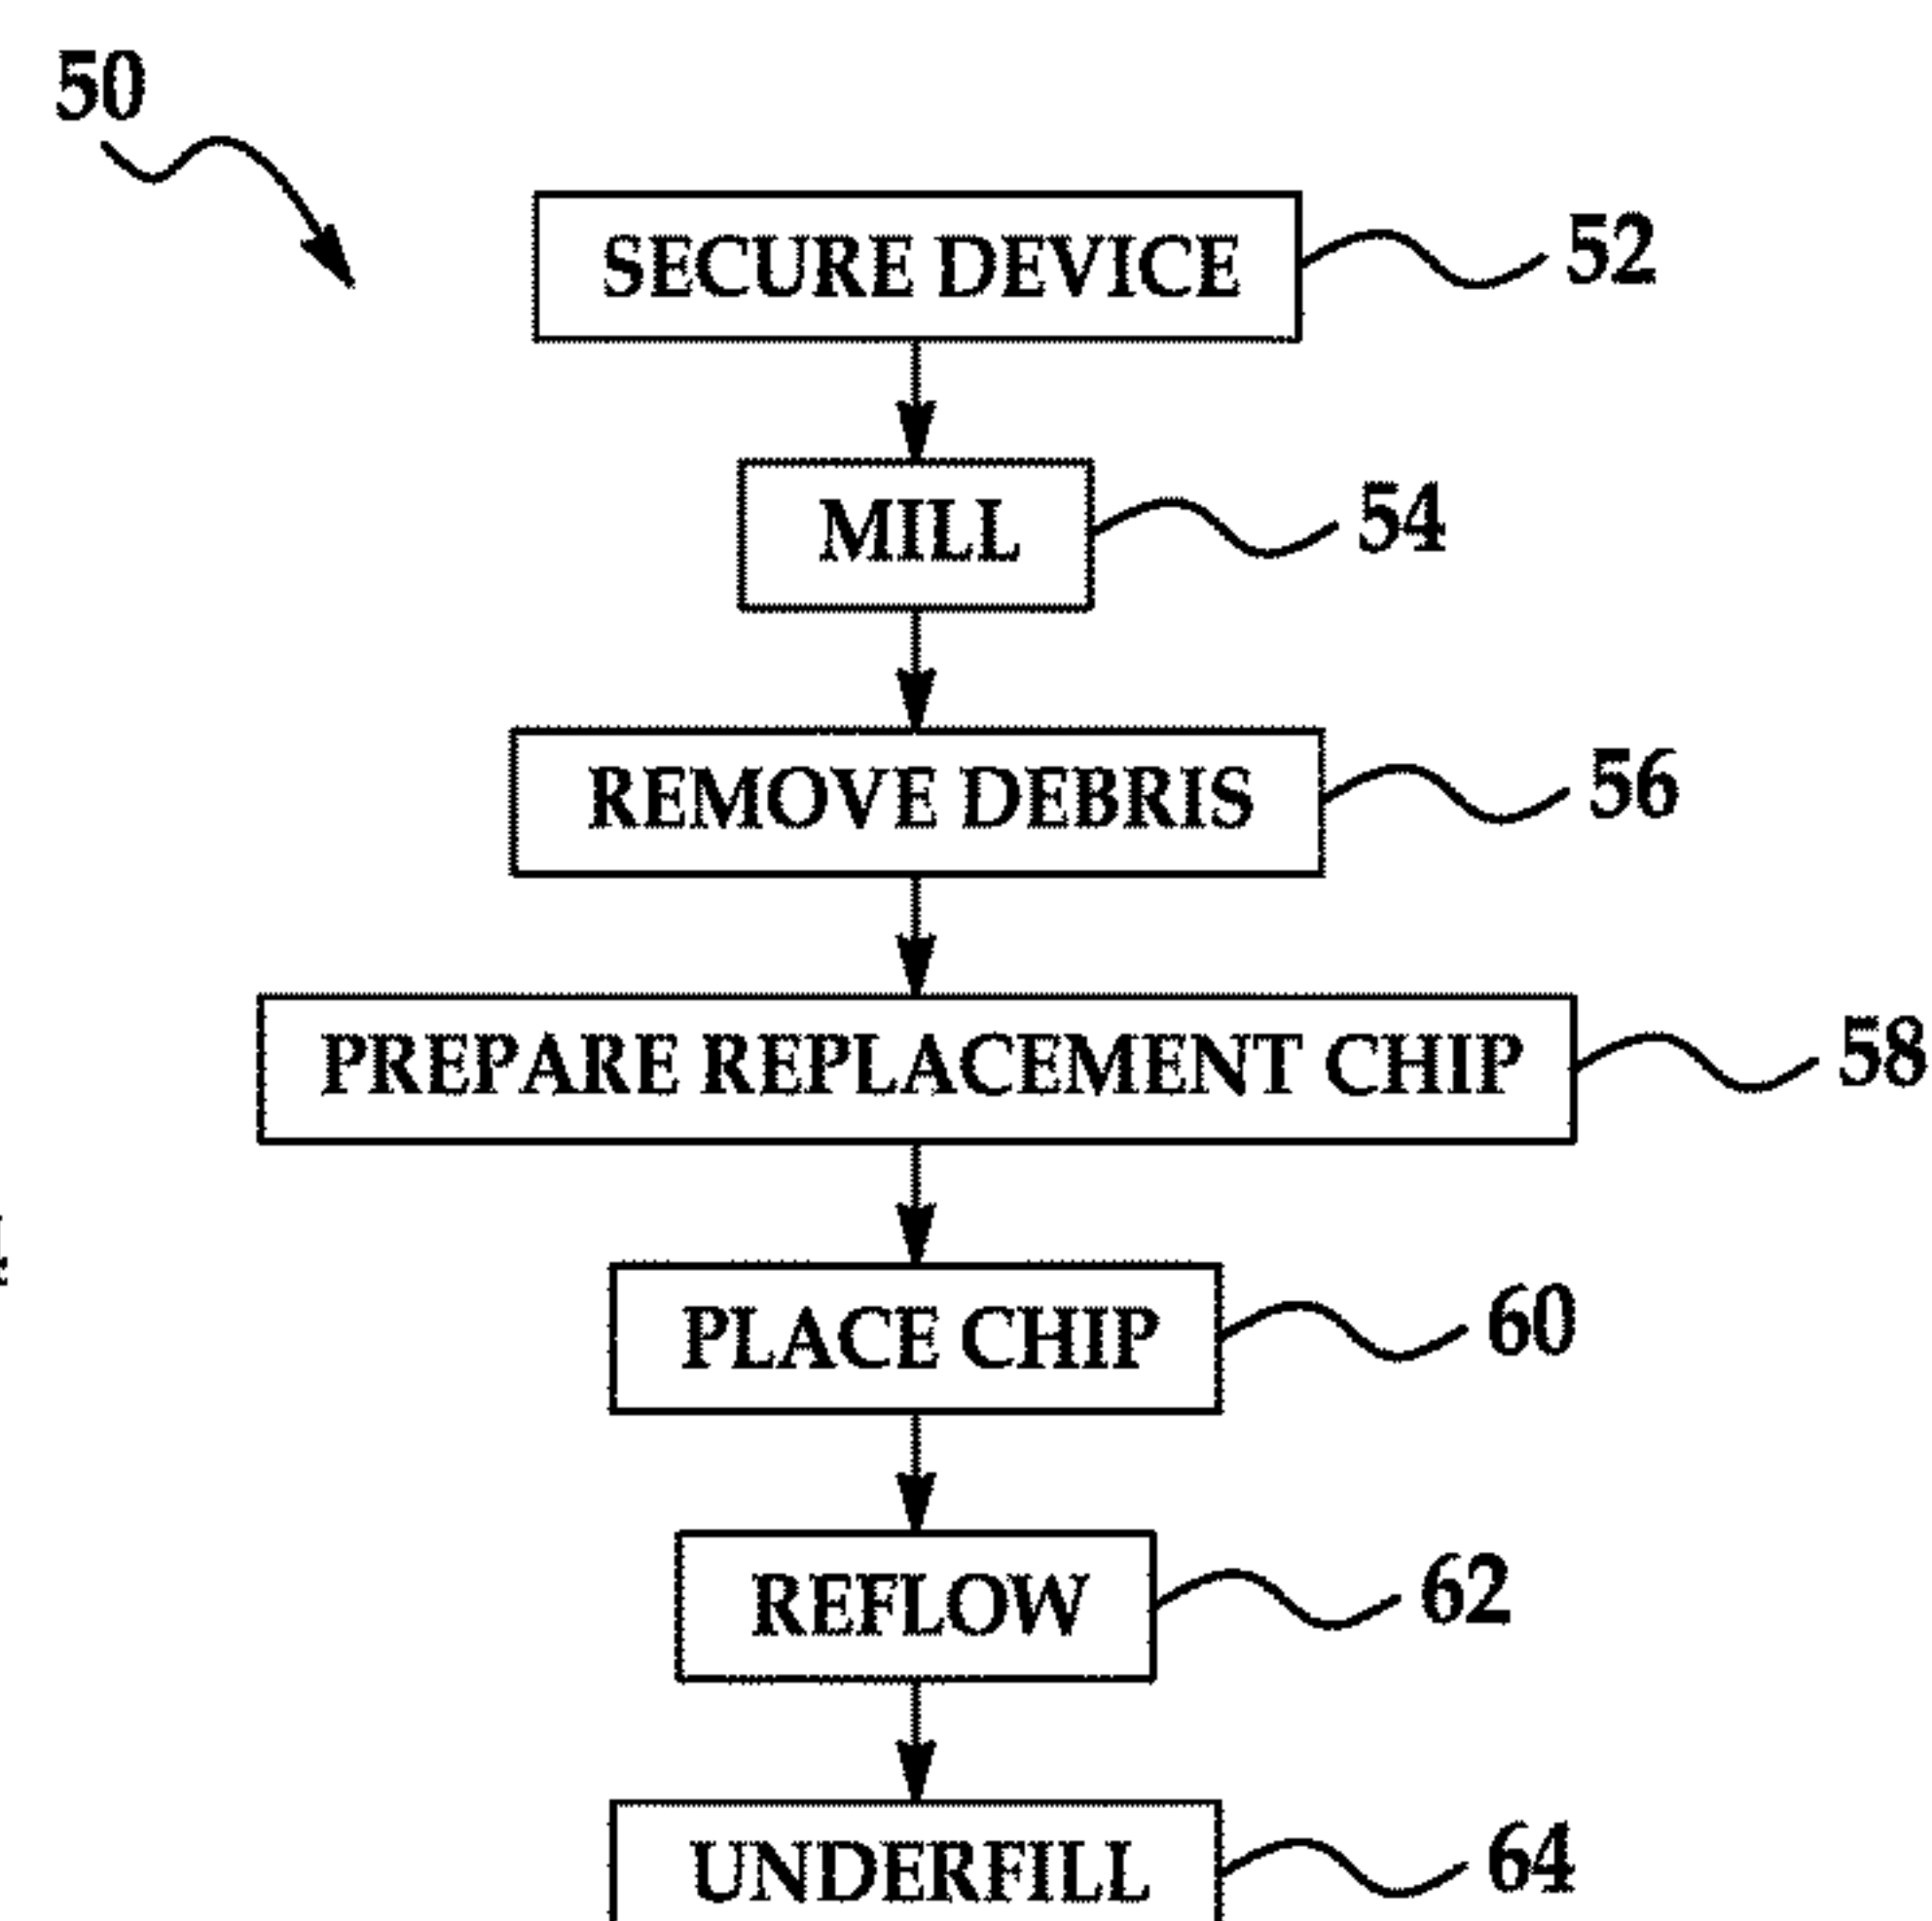 50
SECURE DEVICE 52
MILL 54
REMOVE DEBRIS 56
PREPARE REPLACEMENT CHIP 58
PLACE CHIP 60
REFLOW 62
UNDERFILL 64